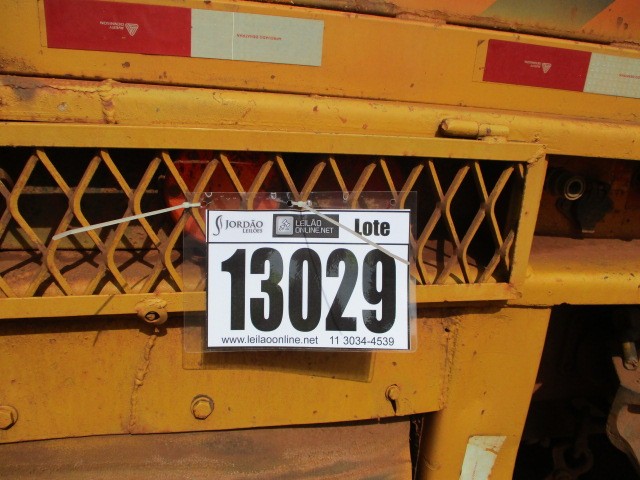 JORDÃO
LEILÕES
LEILÃO
ONLINE.NET
Lote
13029
www.leilaoonline.net 11 3034-4539